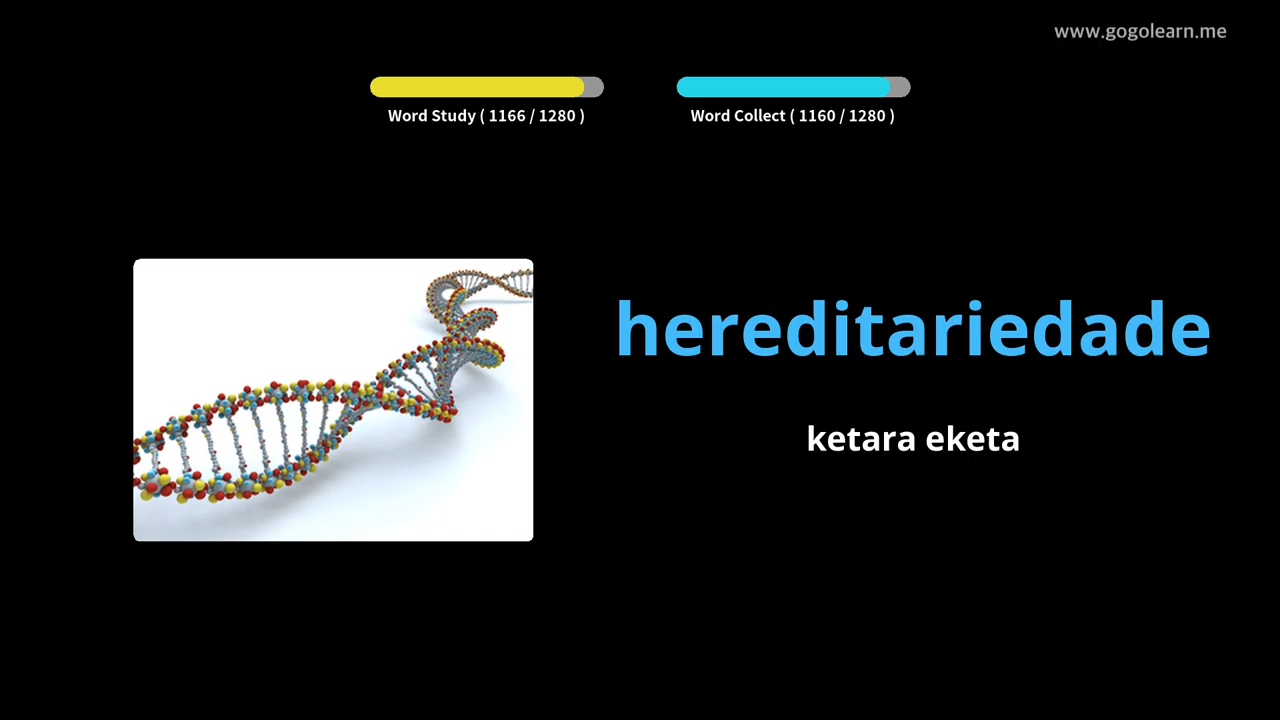 www.gogolearn.me
Word Study ( 1166 / 1280 )
Word Collect ( 1160 / 1280 )
hereditariedade
ketara eketa